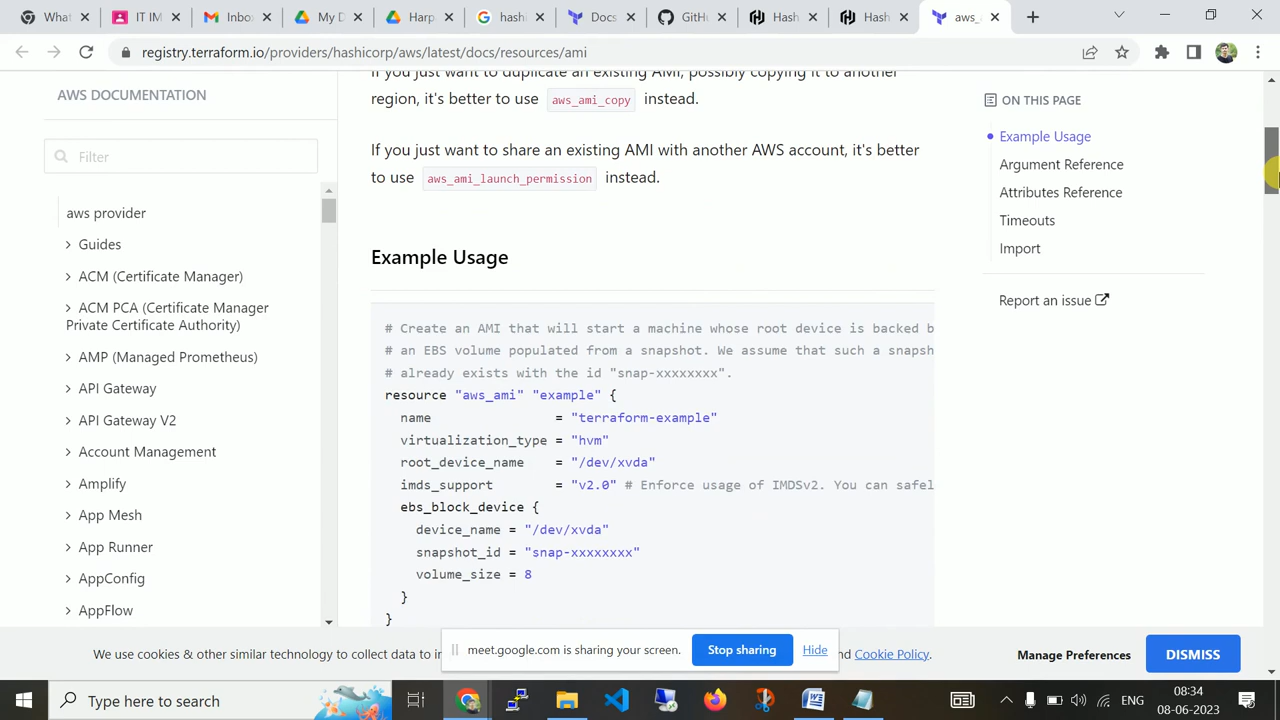 What
IT IM
Inbox
My D
Harp
hashi
Docs
GitHu
Hash
Hash
aws_
registry.terraform.io/providers/hashicorp/aws/latest/docs/resources/ami
AWS DOCUMENTATION
Filter
aws provider
Guides
ACM (Certificate Manager)
ACM PCA (Certificate Manager
Private Certificate Authority)
AMP (Managed Prometheus)
API Gateway
API Gateway V2
Account Management
Amplify
App Mesh
App Runner
AppConfig
AppFlow
If you just want to duplicate an existing AMI, possibly copying it to another
region, it's better to use aws_ami_copy instead.
If you just want to share an existing AMI with another AWS account, it's better
to use aws_ami_launch_permission instead.
Example Usage
# Create an AMI that will start a machine whose root device is backed b
# an EBS volume populated from a snapshot. We assume that such a snapsh
# already exists with the id "snap-xxxxxxxx".
resource "aws_ami" "example" {
name = "terraform-example"
virtualization_type = "hvm"
root_device_name = "/dev/xvda"
imds_support = "v2.0" # Enforce usage of IMDSv2. You can safel
ebs_block_device {
device_name = "/dev/xvda"
snapshot_id = "snap-xxxxxxxx"
volume_size = 8
}
}
ON THIS PAGE
Example Usage
Argument Reference
Attributes Reference
Timeouts
Import
Report an issue
We use cookies & other similar technology to collect data to i
nd Cookie Policy.
Manage Preferences
DISMISS
meet.google.com is sharing your screen.
Stop sharing
Hide
Type here to search
ENG
08:34
08-06-2023